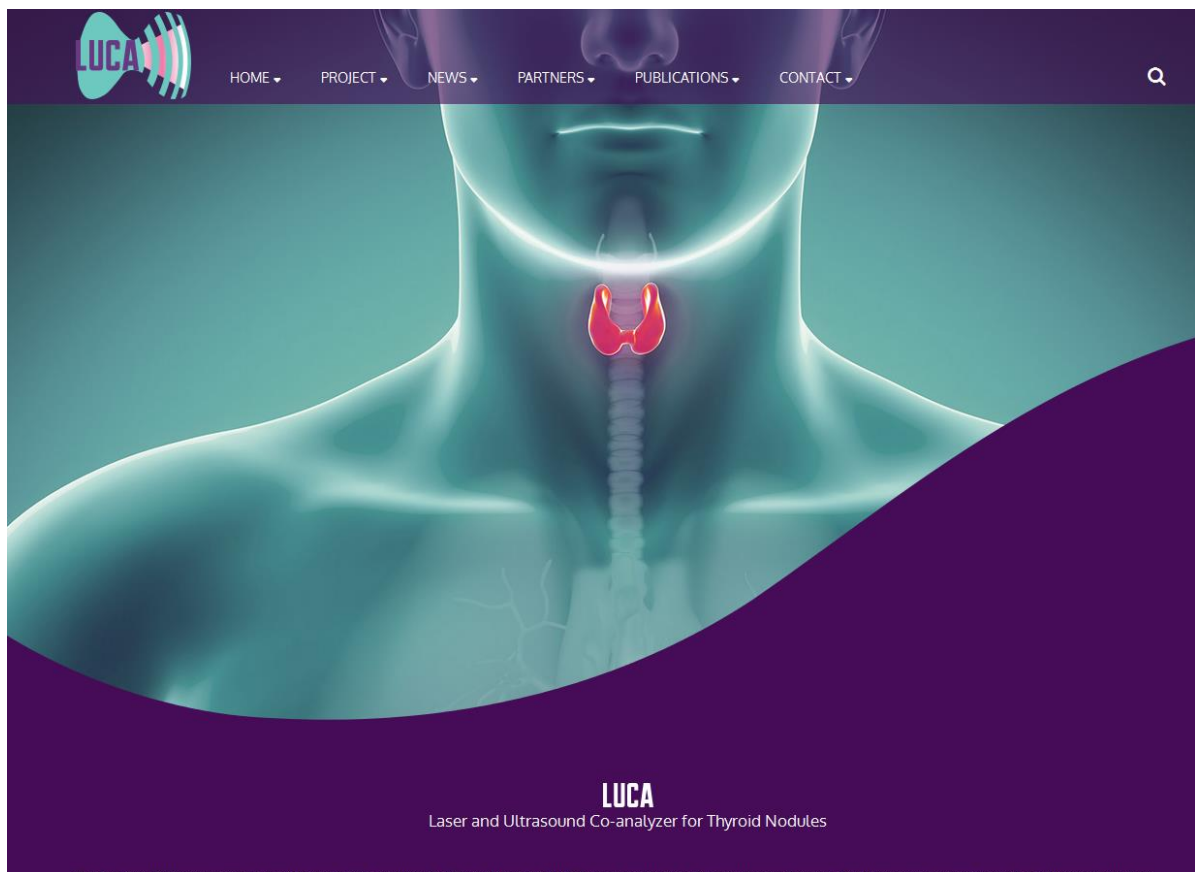 LUCA
HOME PROJECT NEWS PARTNERS PUBLICATIONS CONTACT
LUCA
Laser and Ultrasound Co-analyzer for Thyroid Nodules